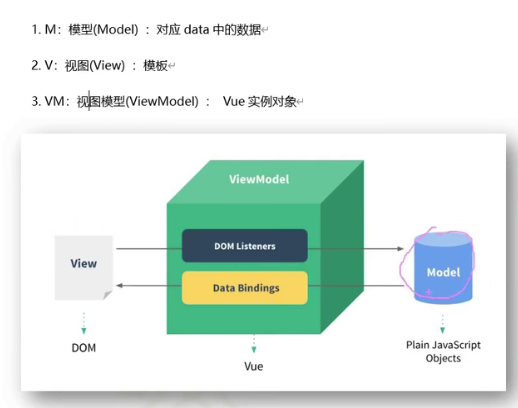 1. M：模型(Model) ：对应 data 中的数据
2. V：视图(View) ：模板
3. VM：视图模型(ViewModel) ： Vue 实例对象
ViewModel
DOM Listeners
View
Model
Data Bindings
DOM
Vue
Plain JavaScript
Objects